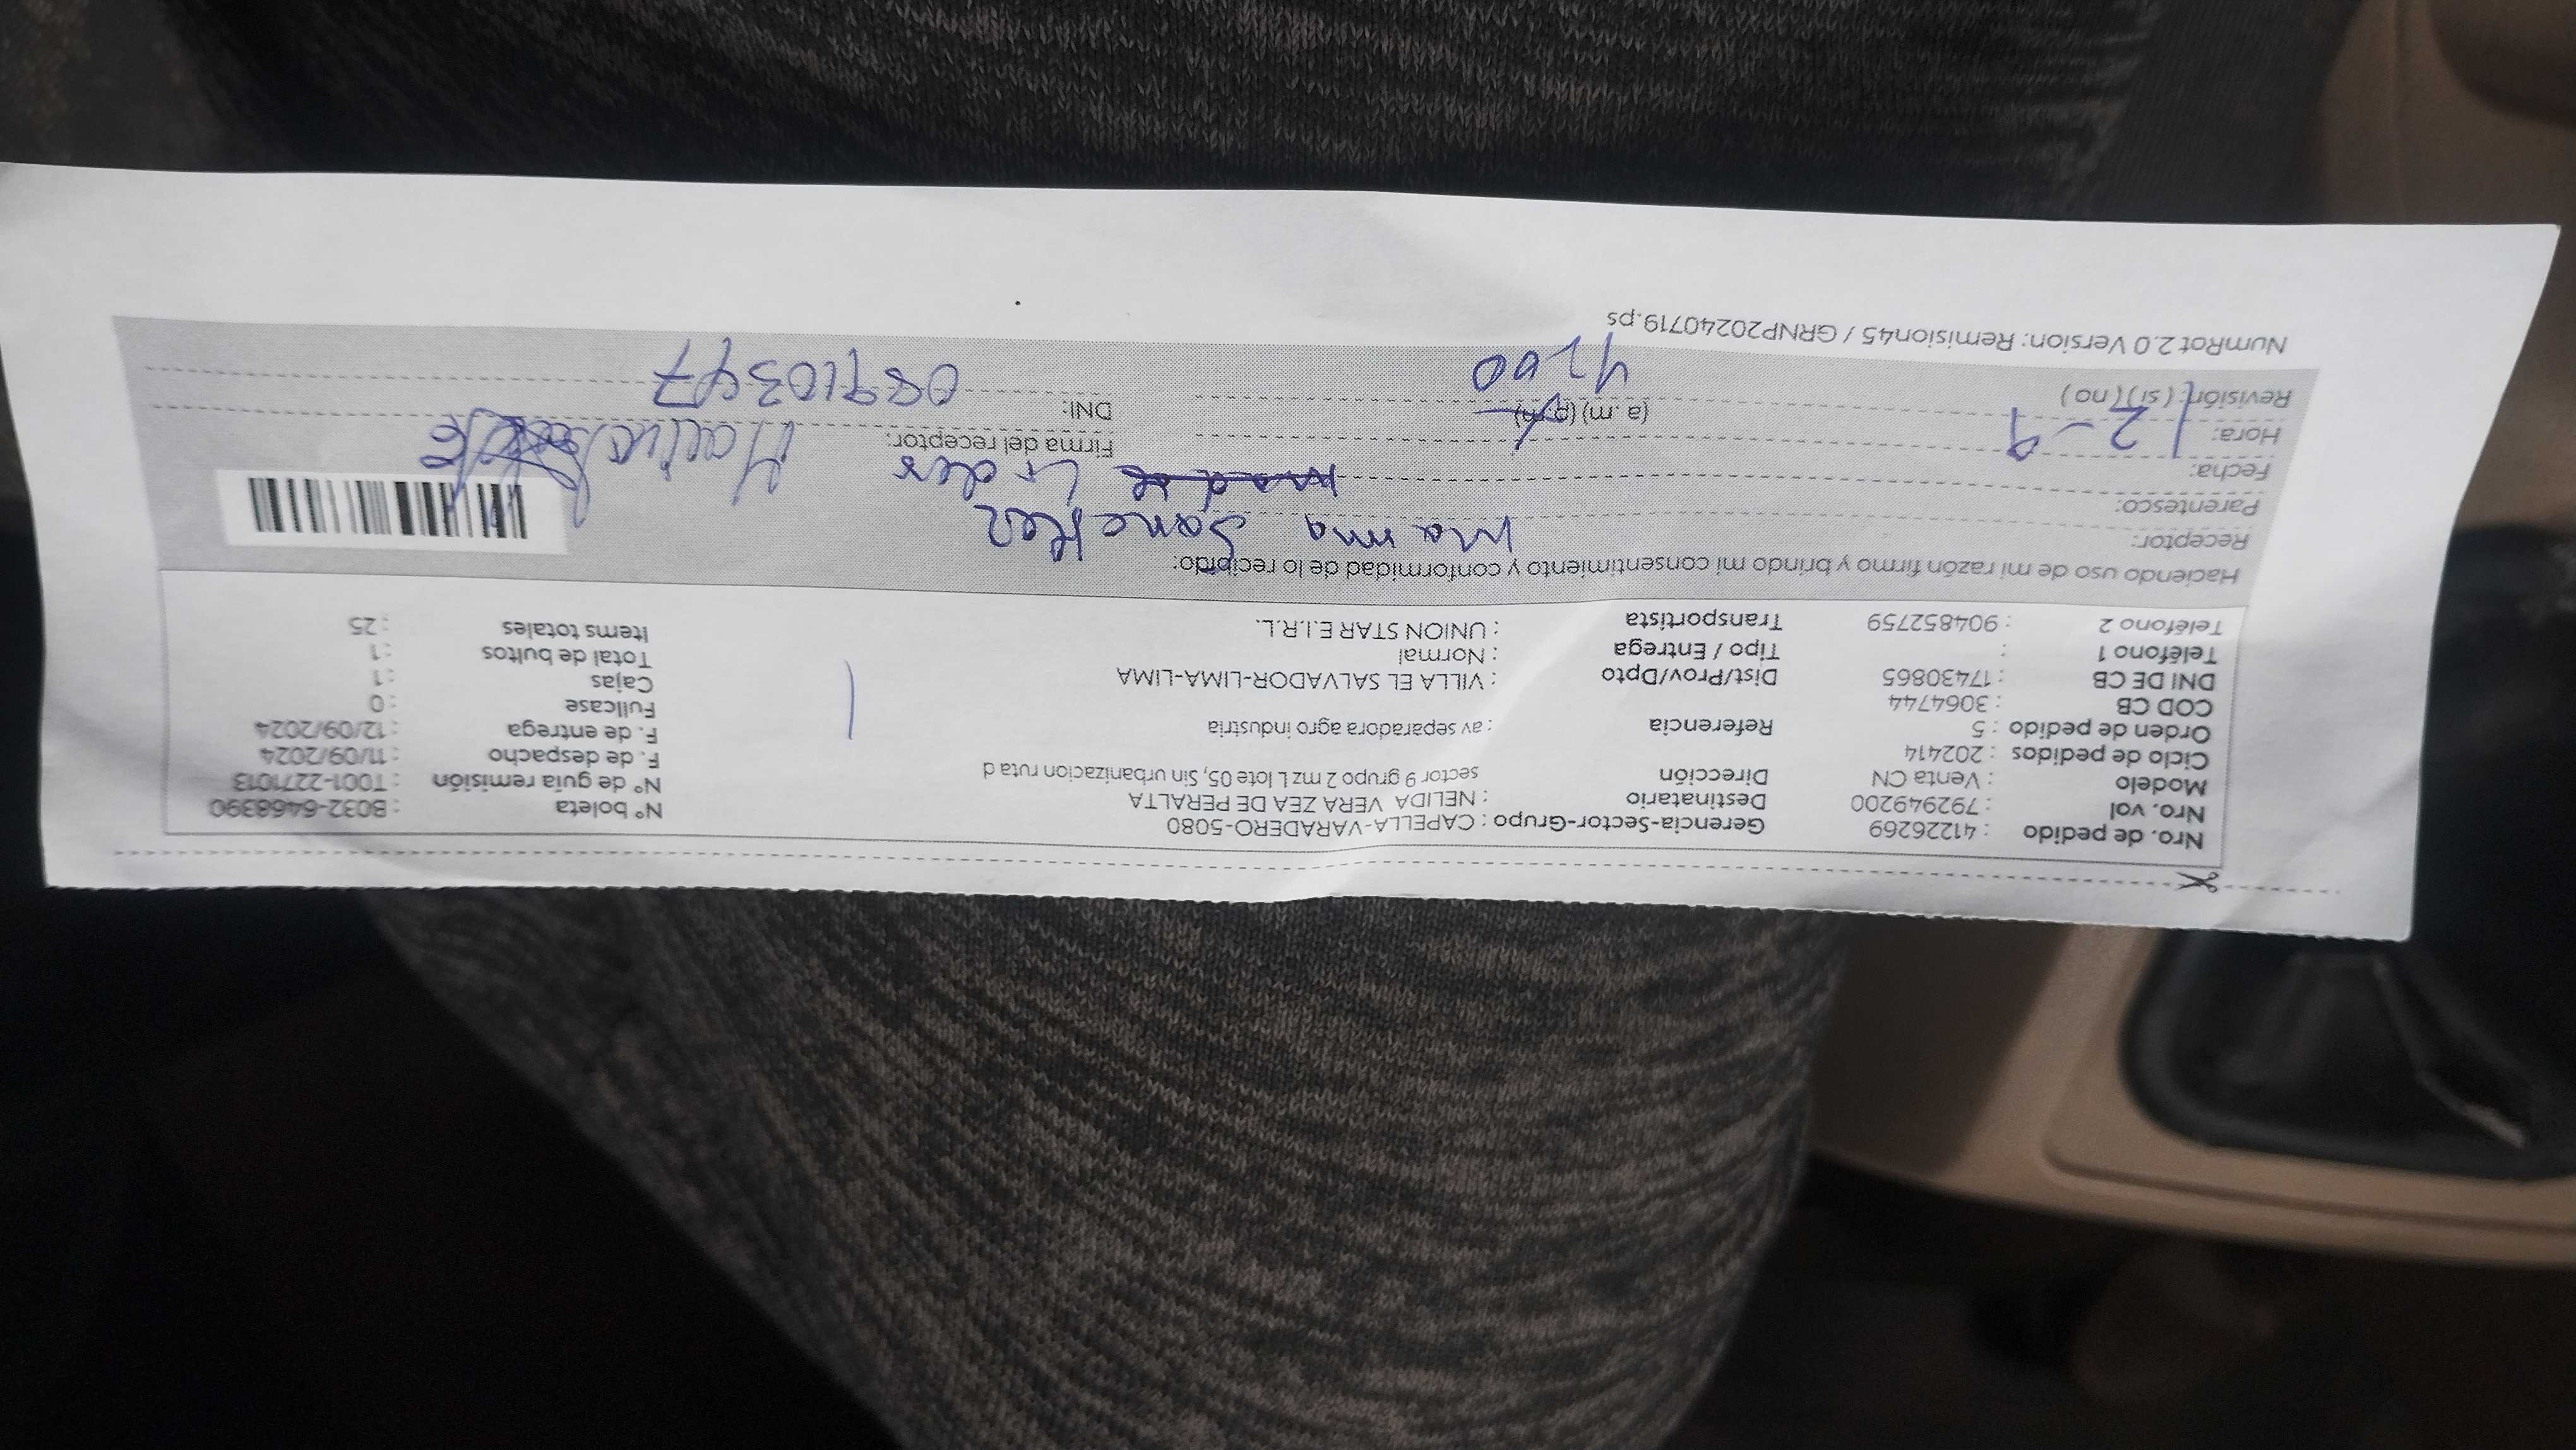 Nro. de pedido : 41226269 Gerencia-Sector-Grupo : CAPELLA-VARADERO-5080 N° boleta : B032-6468390
Nro. vol : 792949200 Destinatario : NELIDA VERA ZEA DE PERALTA N° de guia remisión : T001-2271013
Modelo : Venta CN Dirección sector 9 grupo 2 mz L lote 05, Sin urbanizacion ruta d F. de despacho : 11/09/2024
Ciclo de pedidos : 202414 F. de entrega : 12/09/2024
Orden de pedido : 5 Referencia : av separadora agro industria Fullcase : 0
COD CB : 3064744 Cajas : 1
DNI DE CB : 17430865 Dist/Prov/Dpto : VILLA EL SALVADOR-LIMA-LIMA Total de bultos : 1
Teléfono 1 : Tipo / Entrega : Normal Items totales : 25
Teléfono 2 : 904852759 Transportista : UNION STAR E.I.R.L.
Haciendo uso de mi razón firmo y brindo mi consentimiento y conformidad de lo recibido:
Receptor: Marina Sanchez
Parentesco: Lider
Fecha: 12-9
Hora: (a.m) (p.m) Firma del receptor:
Revisión: (si) (no) 4200 DNI:
NumRot 2.0 Version: Remision45 / GRNP20240719.ps